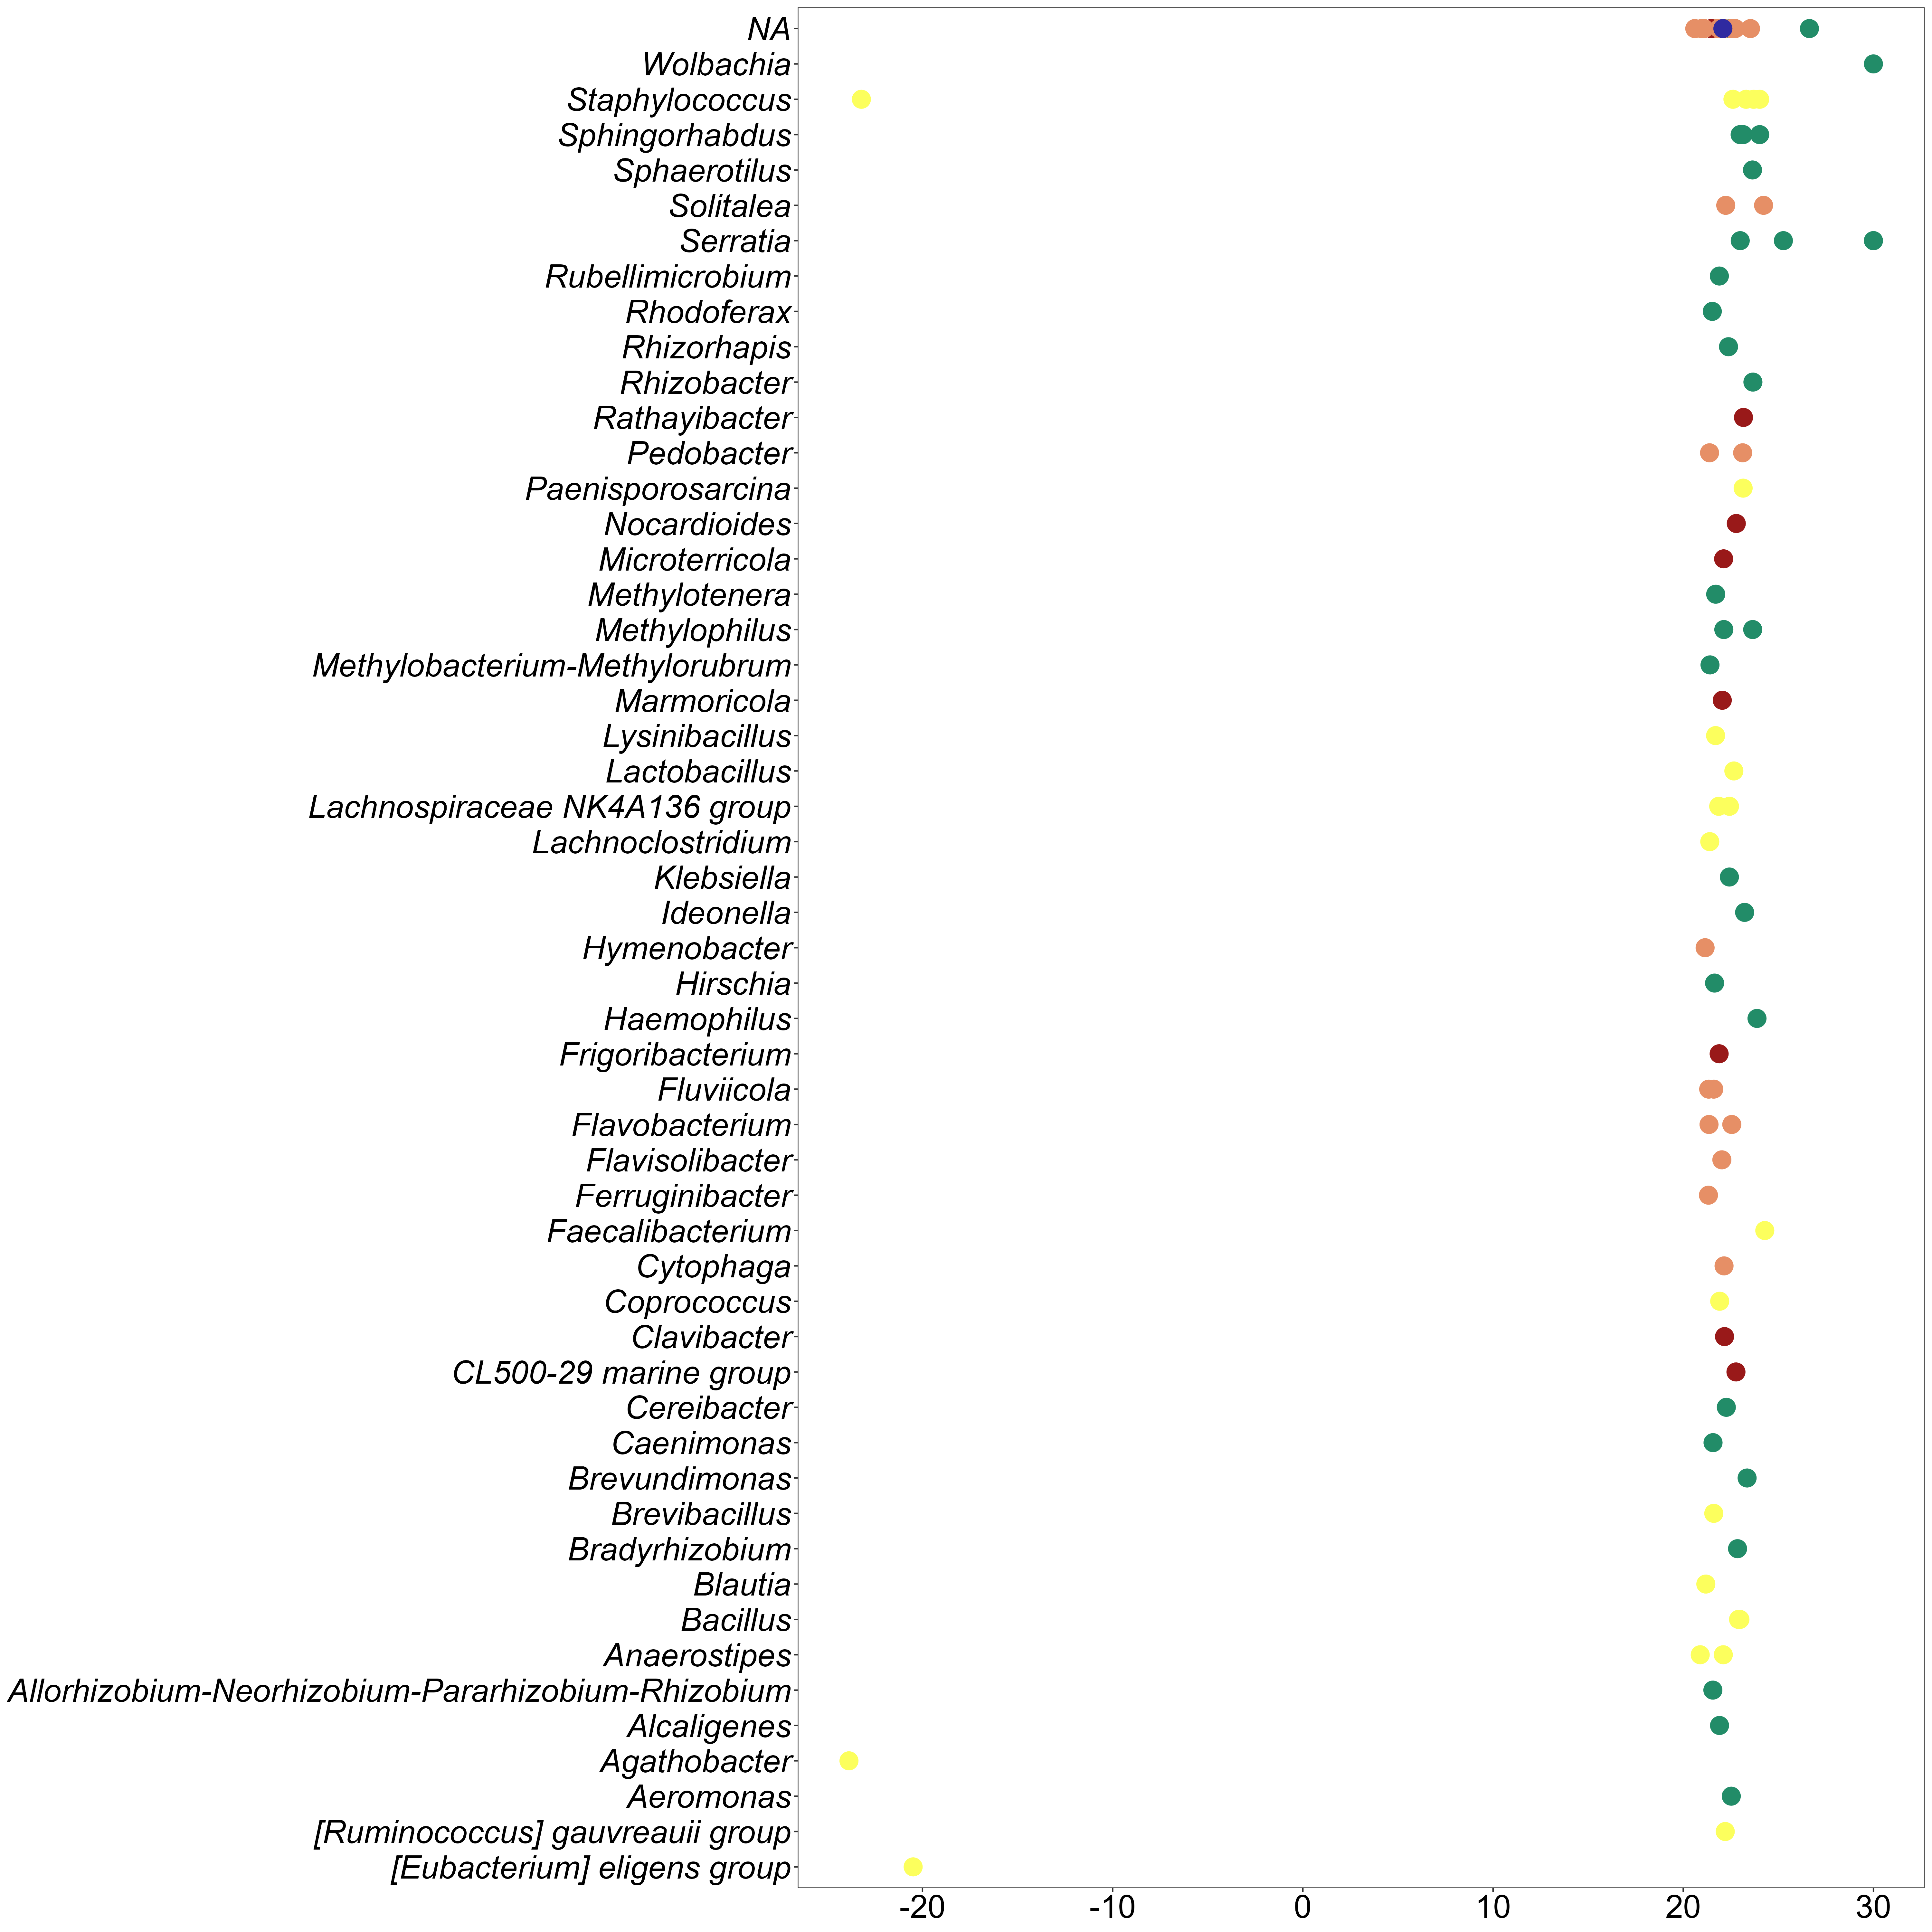 NA
Wolbachia
Staphylococcus
Sphingorhabdus
Sphaerotilus
Solitalea
Serratia
Rubellimicrobium
Rhodoferax
Rhizorhapis
Rhizobacter
Rathayibacter
Pedobacter
Paenisporosarcina
Nocardioides
Microterricola
Methylotenera
Methylophilus
Methylobacterium-Methylorubrum
Marmoricola
Lysinibacillus
Lactobacillus
Lachnospiraceae NK4A136 group
Lachnoclostridium
Klebsiella
Ideonella
Hymenobacter
Hirschia
Haemophilus
Frigoribacterium
Fluviicola
Flavobacterium
Flavisolibacter
Ferruginibacter
Faecalibacterium
Cytophaga
Coprococcus
Clavibacter
CL500-29 marine group
Cereibacter
Caenimonas
Brevundimonas
Brevibacillus
Bradyrhizobium
Blautia
Bacillus
Anaerostipes
Allorhizobium-Neorhizobium-Pararhizobium-Rhizobium
Alcaligenes
Agathobacter
Aeromonas
[Ruminococcus] gauvreauii group
[Eubacterium] eligens group
-20 -10 0 10 20 30